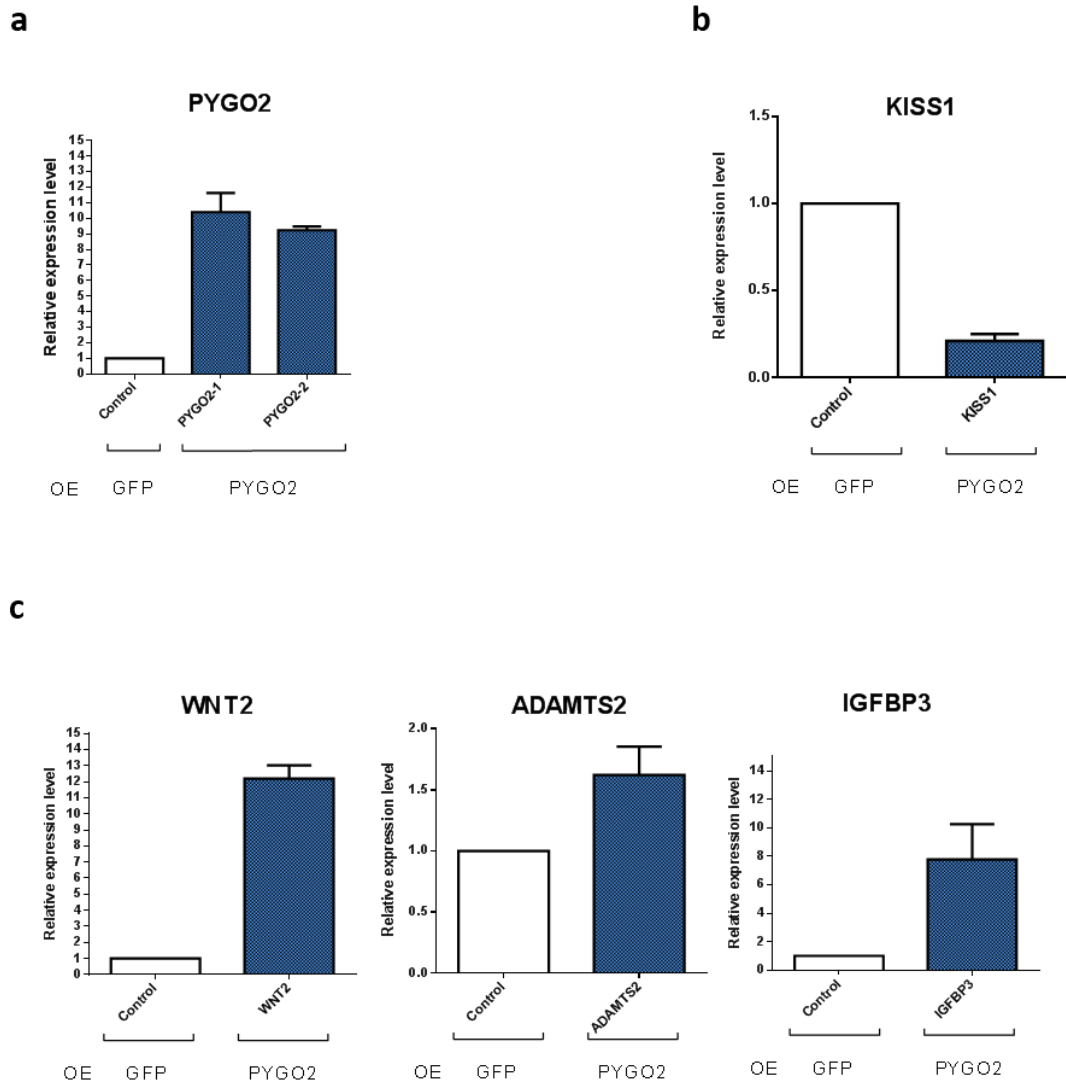 a
PYGO2
Relative expression level
15
14
13
12
11
10
9
8
7
6
5
4
3
2
1
0
Control
PYGO2-1
PYGO2-2
OE GFP PYGO2
b
KISS1
Relative expression level
1.5
1.0
0.5
0.0
Control
KISS1
OE GFP PYGO2
c
WNT2
Relative expression level
15
14
13
12
11
10
9
8
7
6
5
4
3
2
1
0
Control
WNT2
OE GFP PYGO2
ADAMTS2
Relative expression level
2.0
1.5
1.0
0.5
0.0
Control
ADAMTS2
OE GFP PYGO2
IGFBP3
Relative expression level
14
12
10
8
6
4
2
0
Control
IGFBP3
OE GFP PYGO2